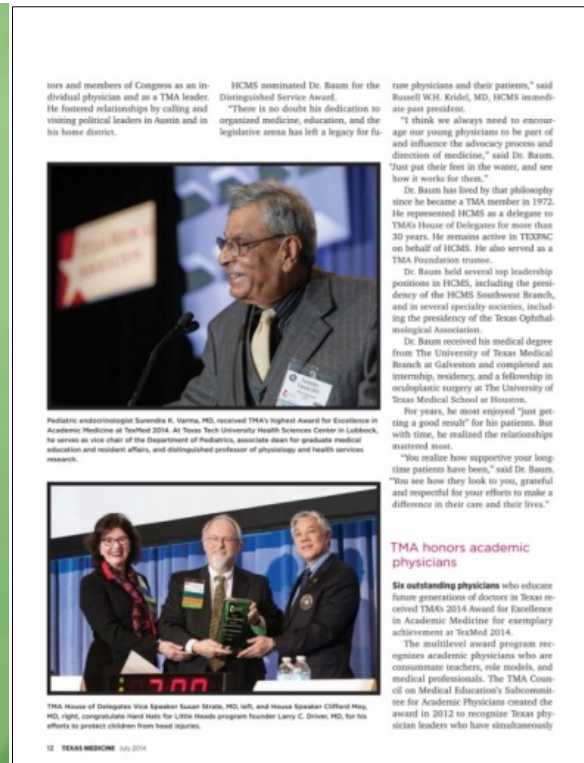 tors and members of Congress as an in-
dividual physician and as a TMA leader.
He fostered relationships by calling and
visiting political leaders in Austin and in
his home district.
HCMS nominated Dr. Baum for the
Distinguished Service Award.
"There is no doubt his dedication to
organized medicine, education, and the
legislative arena has left a legacy for fu-
ture physicians and their patients," said
Russell W.H. Kridel, MD, HCMS immedi-
ate past president.
"I think we always need to encour-
age our young physicians to be part of
and influence the advocacy process and
direction of medicine," said Dr. Baum.
"Just put their feet in the water, and see
how it works for them."
Dr. Baum has lived by that philosophy
since he became a TMA member in 1972.
He represented HCMS as a delegate to
TMA's House of Delegates for more than
30 years. He remains active in TEXPAC
on behalf of HCMS. He also served as a
TMA Foundation trustee.
Dr. Baum held several top leadership
positions in HCMS, including the presi-
dency of the HCMS Southwest Branch,
and in several specialty societies, includ-
ing the presidency of the Texas Ophthal-
mological Association.
Dr. Baum received his medical degree
from The University of Texas Medical
Branch at Galveston and completed an
internship, residency, and a fellowship in
oculoplastic surgery at The University of
Texas Medical School at Houston.
For years, he most enjoyed "just get-
ting a good result" for his patients. But
with time, he realized the relationships
mattered most.
"You realize how supportive your long-
time patients have been," said Dr. Baum.
"You see how they look to you, grateful
and respectful for your efforts to make a
difference in their care and their lives."
Pediatric endocrinologist Surendra K. Varma, MD, received TMA's highest Award for Excellence in
Academic Medicine at TexMed 2014. At Texas Tech University Health Sciences Center in Lubbock,
he serves as vice chair of the Department of Pediatrics, associate dean for graduate medical
education and resident affairs, and distinguished professor of physiology and health services
research.
TMA House of Delegates Vice Speaker Susan Strate, MD, left, and House Speaker Clifford Moy,
MD, right, congratulate Hard Hats for Little Heads program founder Larry C. Driver, MD, for his
efforts to protect children from head injuries.
TMA honors academic
physicians
Six outstanding physicians who educate
future generations of doctors in Texas re-
ceived TMA's 2014 Award for Excellence
in Academic Medicine for exemplary
achievement at TexMed 2014.
The multilevel award program rec-
ognizes academic physicians who are
consummate teachers, role models, and
medical professionals. The TMA Coun-
cil on Medical Education's Subcommit-
tee for Academic Physicians created the
award in 2012 to recognize Texas phy-
sician leaders who have simultaneously
12 TEXAS MEDICINE July 2014